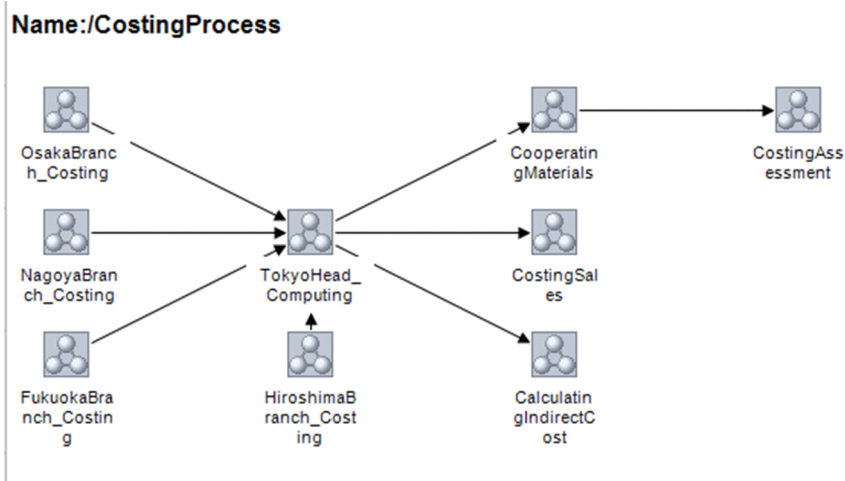 Name:/CostingProcess
OsakaBranc
h_Costing
Cooperatin
gMaterials
CostingAss
essment
NagoyaBran
ch_Costing
TokyoHead_
Computing
CostingSal
es
FukuokaBra
nch_Costin
g
HiroshimaB
ranch_Cost
ing
Calculatin
gIndirectC
ost